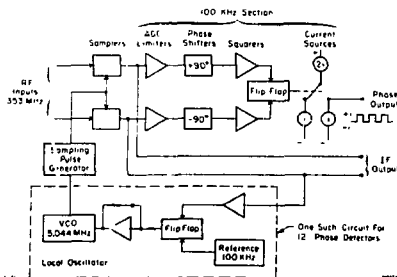 100 KHz Section
Samplers
AGC Limiters
Phase Shifters
Squarers
Current Sources
RF Inputs 353 MHz
+90°
-90°
Flip Flop
2i
i
i
Phase Output
+
-
Sampling Pulse Generator
IF Output
VCO 5.044 MHz
Flip Flop
Reference 100 KHz
One Such Circuit For 12 Phase Detectors
Local Oscillator